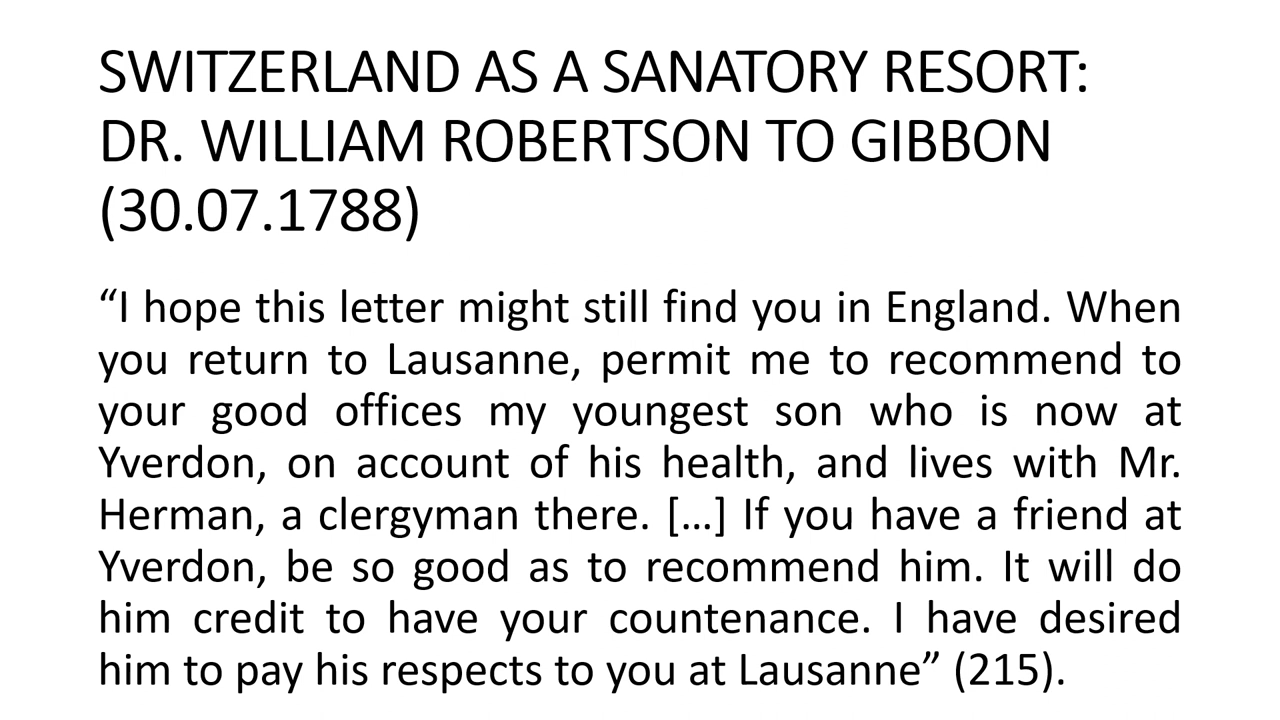 SWITZERLAND AS A SANATORY RESORT:
DR. WILLIAM ROBERTSON TO GIBBON
(30.07.1788)
“I hope this letter might still find you in England. When
you return to Lausanne, permit me to recommend to
your good offices my youngest son who is now at
Yverdon, on account of his health, and lives with Mr.
Herman, a clergyman there. […] If you have a friend at
Yverdon, be so good as to recommend him. It will do
him credit to have your countenance. I have desired
him to pay his respects to you at Lausanne” (215).